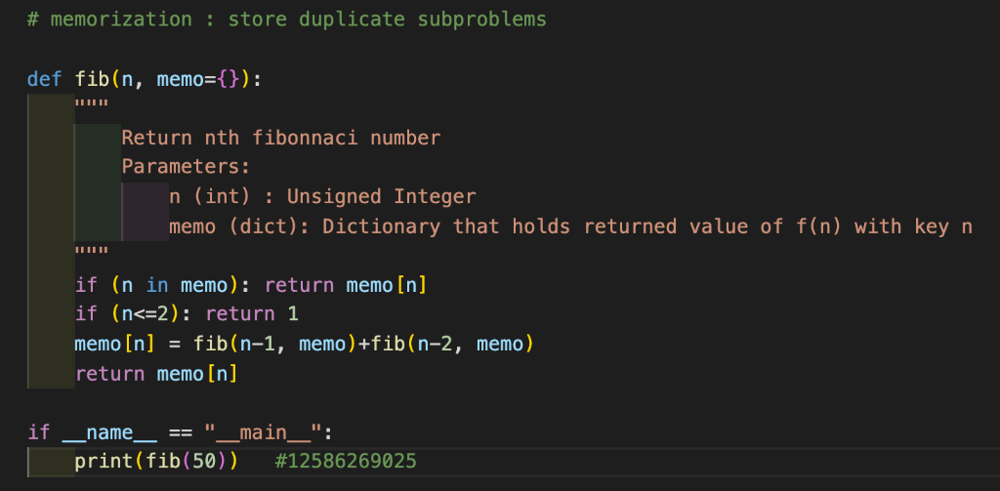 # memorization : store duplicate subproblems
def fib(n, memo={}):
"""
Return nth fibonnaci number
Parameters:
n (int) : Unsigned Integer
memo (dict): Dictionary that holds returned value of f(n) with key n
"""
if (n in memo): return memo[n]
if (n<=2): return 1
memo[n] = fib(n-1, memo)+fib(n-2, memo)
return memo[n]
if __name__ == "__main__":
print(fib(50)) #12586269025